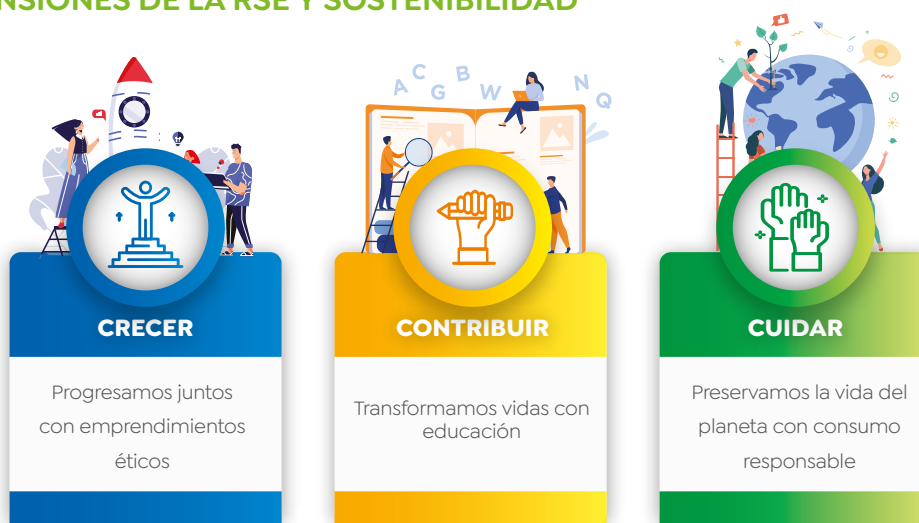 NSIONES DE LA RSE Y SOSTENIBILIDAD
A C G B W N Q
CRECER
Progresamos juntos
con emprendimientos
éticos
CONTRIBUIR
Transformamos vidas con
educación
CUIDAR
Preservamos la vida del
planeta con consumo
responsable